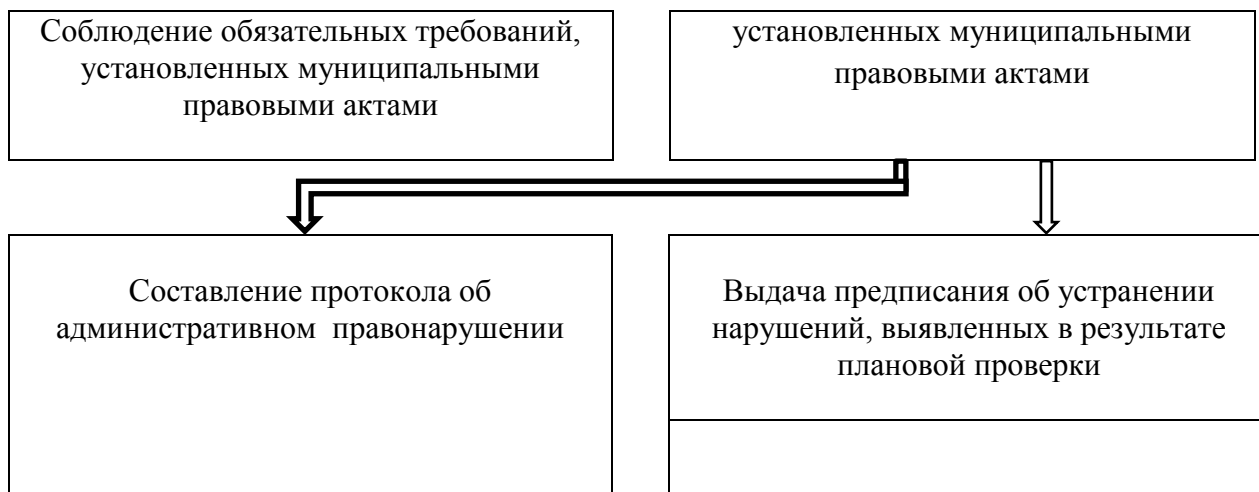 Соблюдение обязательных требований,
установленных муниципальными
правовыми актами
установленных муниципальными
правовыми актами
Составление протокола об
административном правонарушении
Выдача предписания об устранении
нарушений, выявленных в результате
плановой проверки